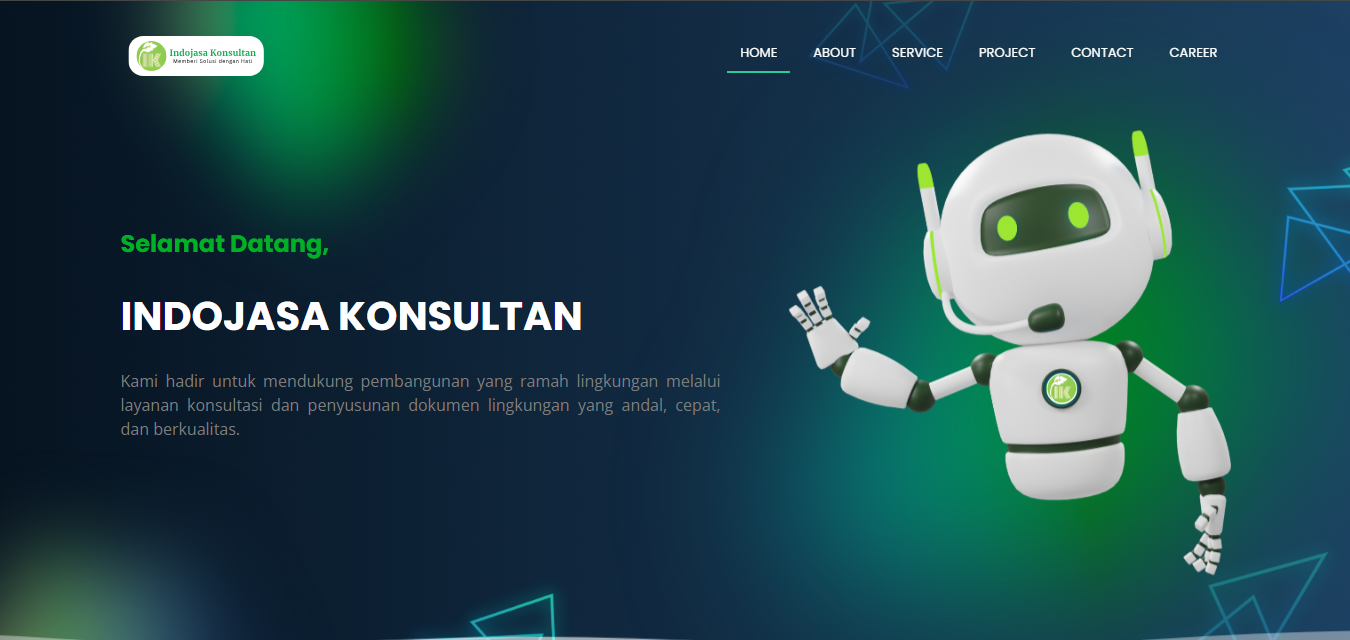 Indojasa Konsultan
Memberi Solusi dengan Hati
HOME
ABOUT
SERVICE
PROJECT
CONTACT
CAREER
Selamat Datang,
INDOJASA KONSULTAN
Kami hadir untuk mendukung pembangunan yang ramah lingkungan melalui
layanan konsultasi dan penyusunan dokumen lingkungan yang andal, cepat,
dan berkualitas.
IK